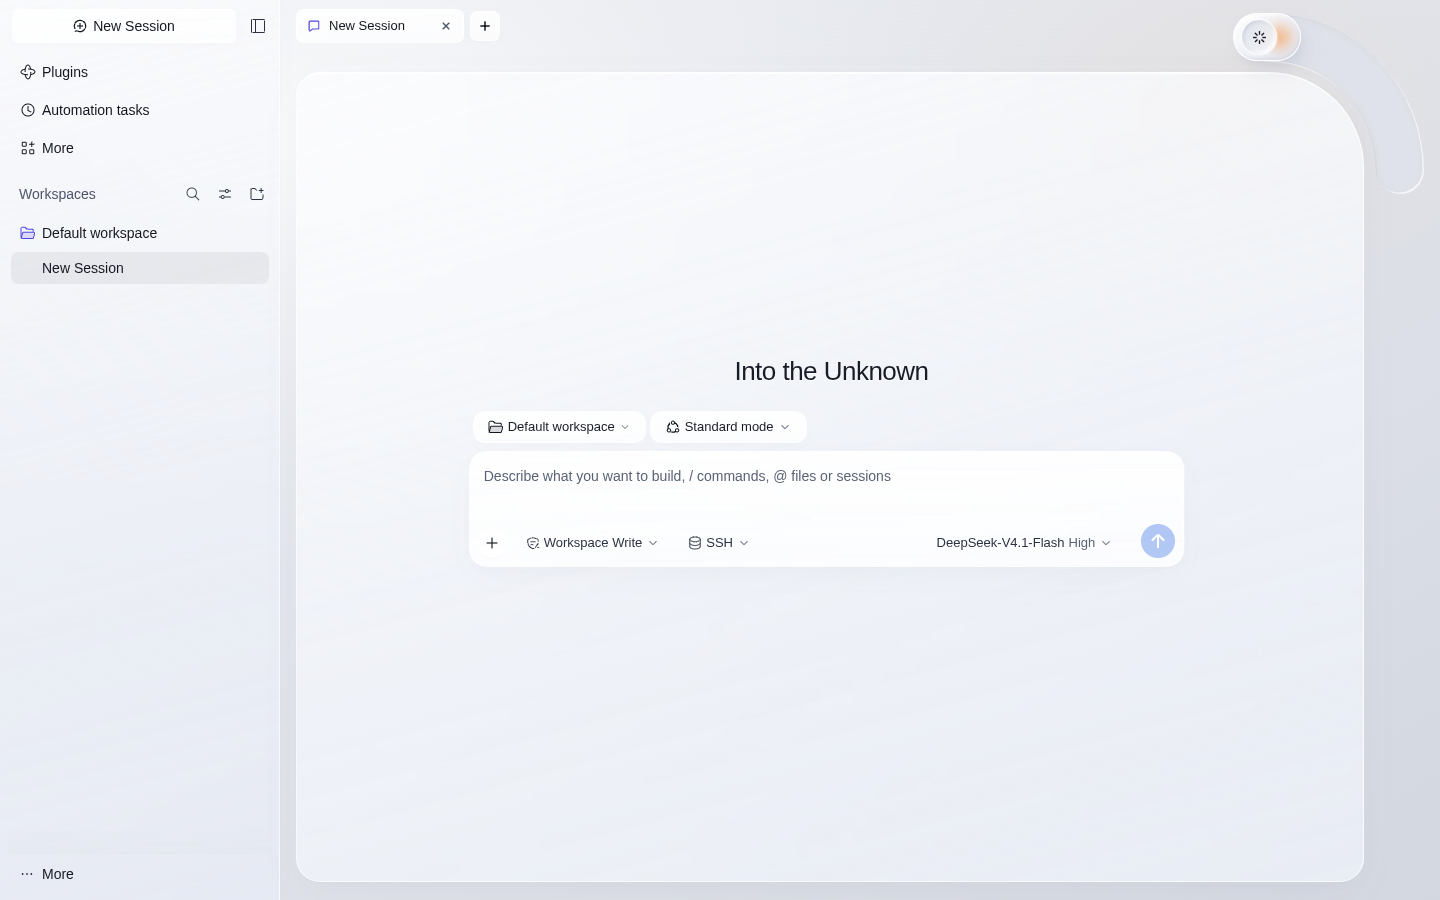 New Session
Plugins
Automation tasks
More
Workspaces
Default workspace
New Session
More
New Session
Into the Unknown
Default workspace
Standard mode
Describe what you want to build, / commands, @ files or sessions
Workspace Write
SSH
DeepSeek-V4.1-Flash High